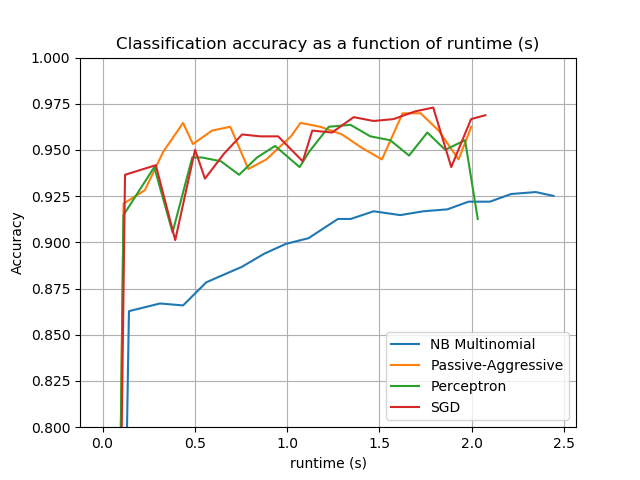 Classification accuracy as a function of runtime (s)
1.000
0.975
0.950
0.925
0.900
0.875
0.850
0.825
0.800
Accuracy
NB Multinomial
Passive-Aggressive
Perceptron
SGD
0.0 0.5 1.0 1.5 2.0 2.5
runtime (s)